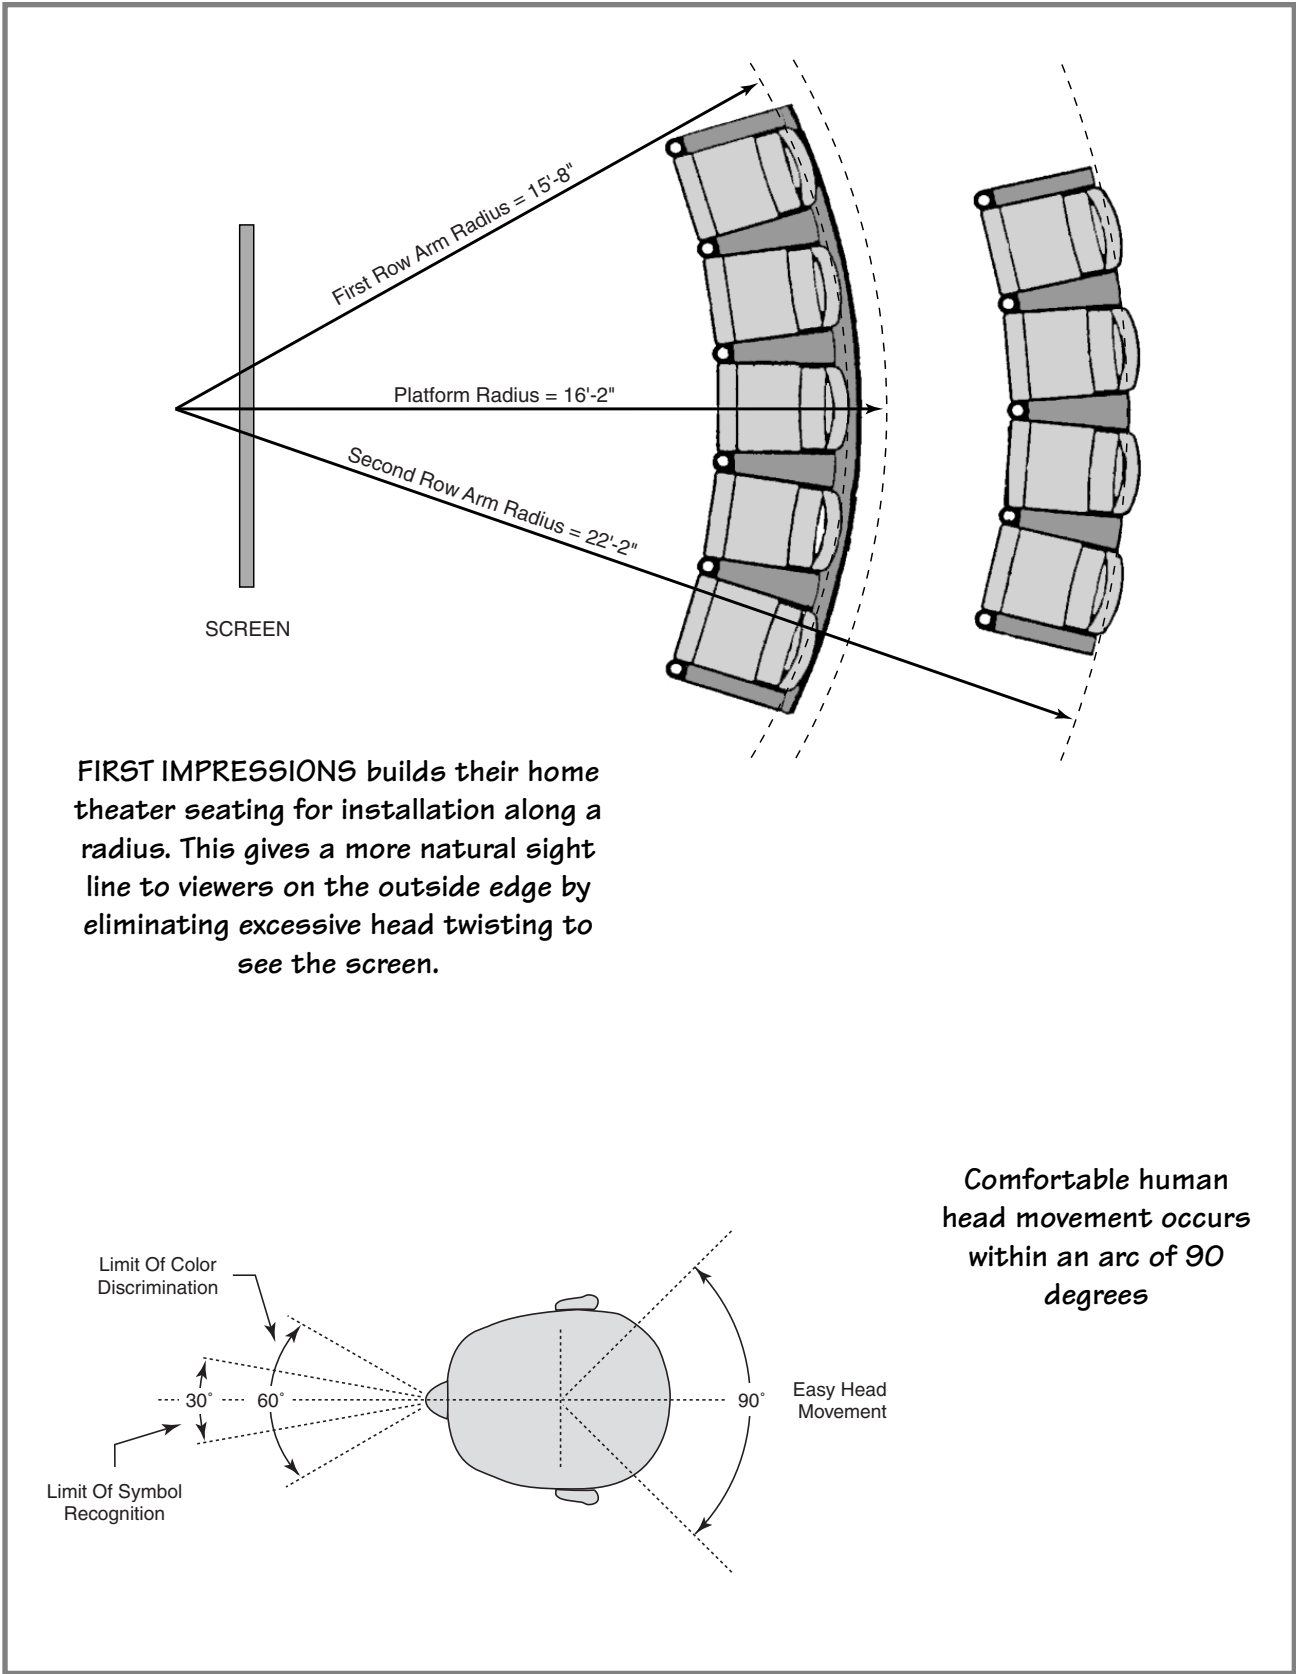 First Row Arm Radius = 15'-8"
Platform Radius = 16'-2"
Second Row Arm Radius = 22'-2"
SCREEN
FIRST IMPRESSIONS builds their home
theater seating for installation along a
radius. This gives a more natural sight
line to viewers on the outside edge by
eliminating excessive head twisting to
see the screen.
Comfortable human
head movement occurs
within an arc of 90
degrees
Limit Of Color
Discrimination
30°
60°
90°
Easy Head
Movement
Limit Of Symbol
Recognition